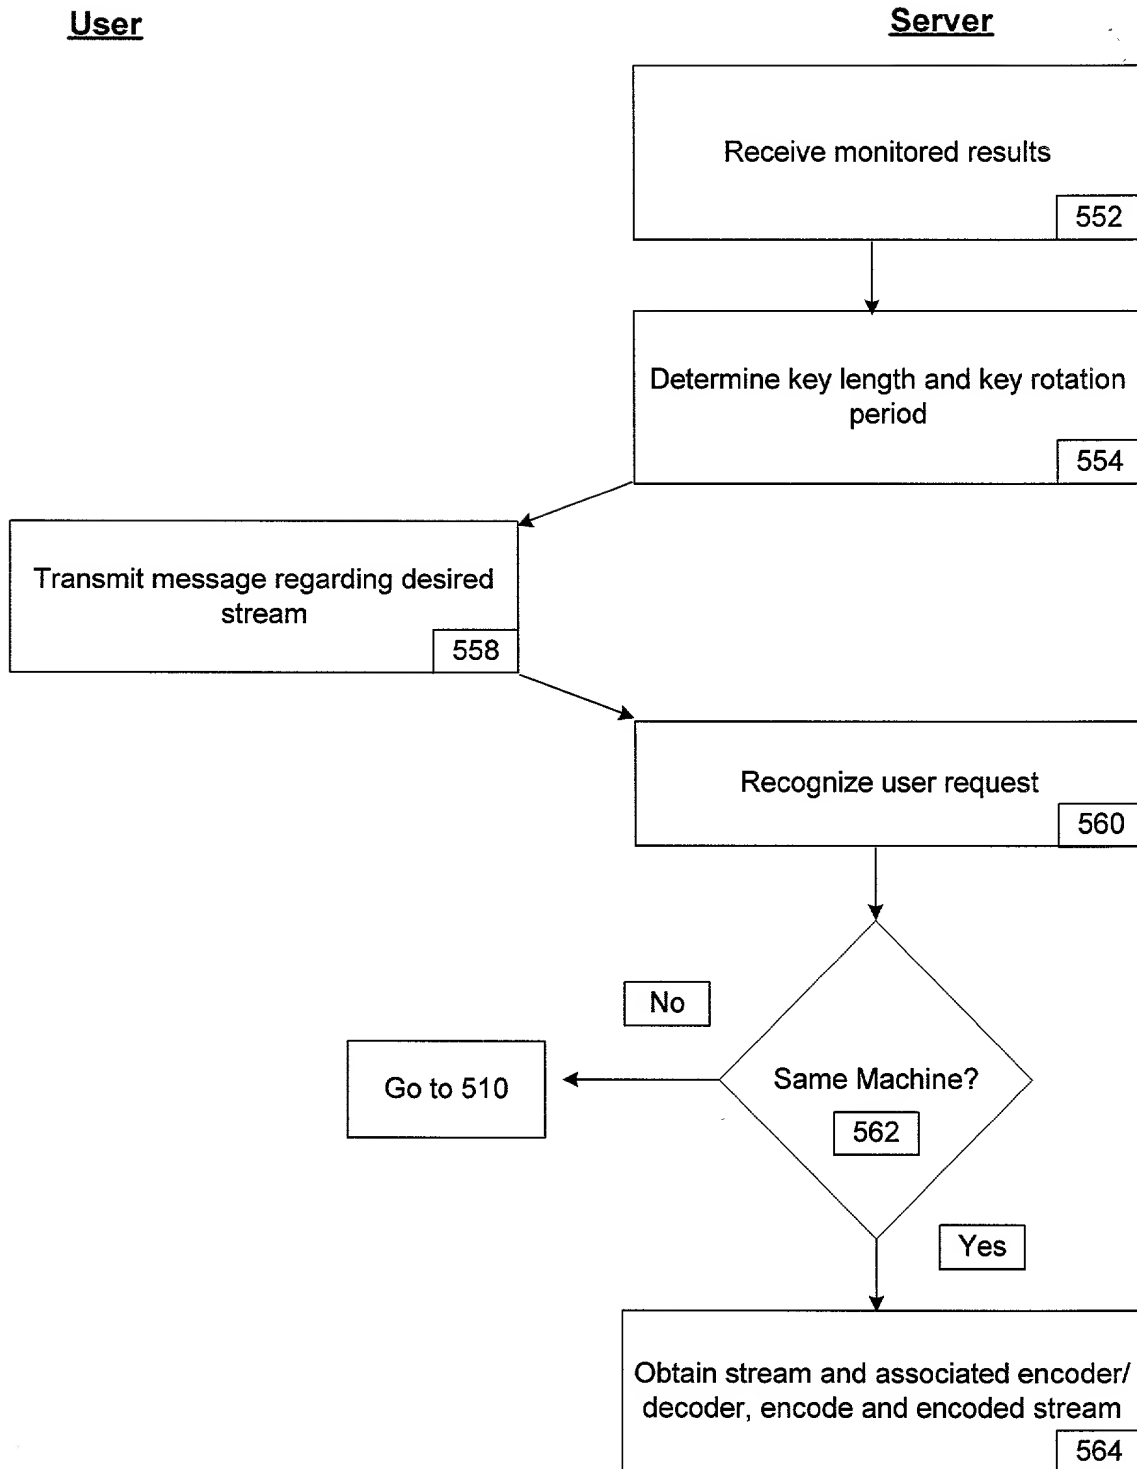 User
Server
Receive monitored results
552
Determine key length and key rotation
period
554
Transmit message regarding desired
stream
558
Recognize user request
560
No
Go to 510
Same Machine?
562
Yes
Obtain stream and associated encoder/
decoder, encode and encoded stream
564